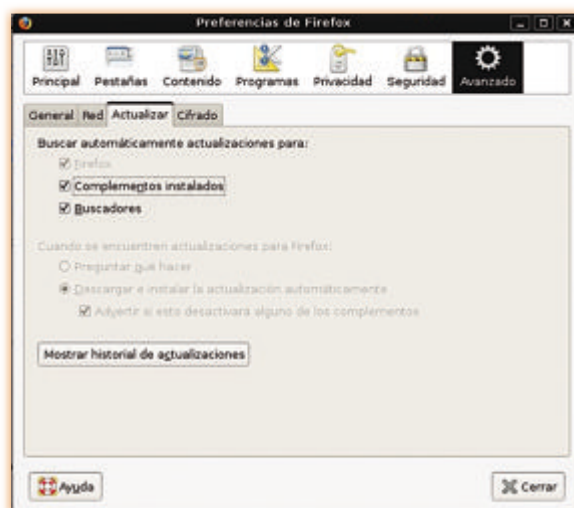 Preferencias de Firefox
Principal Pestañas Contenido Programas Privacidad Seguridad Avanzado
General Red Actualizar Cifrado
Buscar automáticamente actualizaciones para:
Firefox
Complementos instalados
Buscadores
Cuando se encuentren actualizaciones para Firefox:
Preguntar qué hacer
Descargar e instalar la actualización automáticamente
Advertir si esto desactivara alguno de los complementos
Mostrar historial de actualizaciones
Ayuda
Cerrar